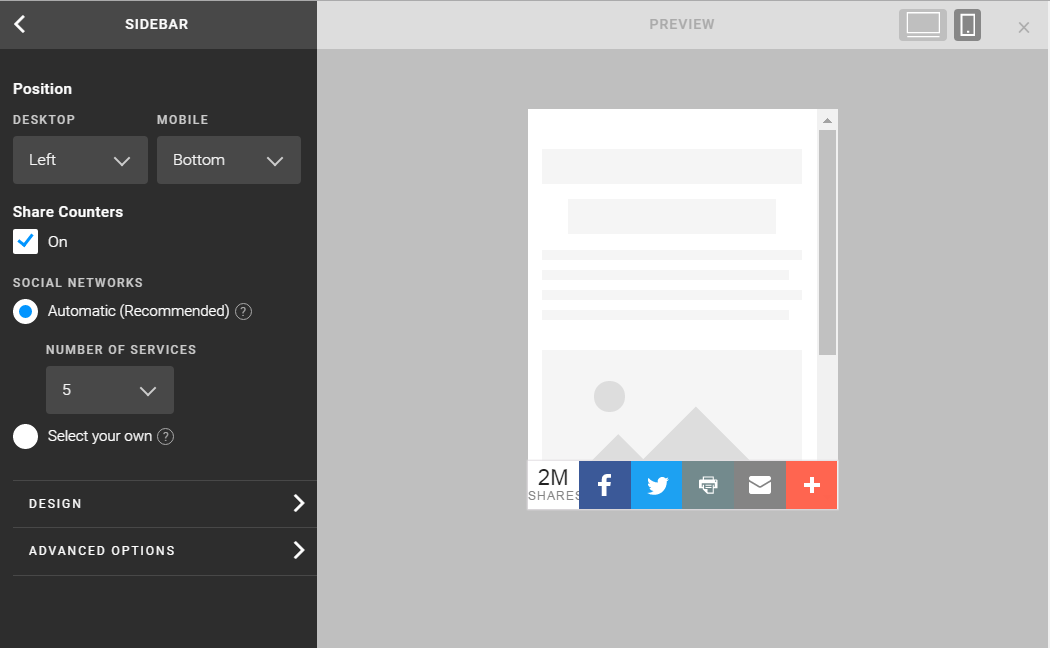 SIDEBAR
PREVIEW
Position
DESKTOP
MOBILE
Left
Bottom
Share Counters
On
SOCIAL NETWORKS
Automatic (Recommended) ?
NUMBER OF SERVICES
5
Select your own ?
DESIGN
ADVANCED OPTIONS
2M
SHARES